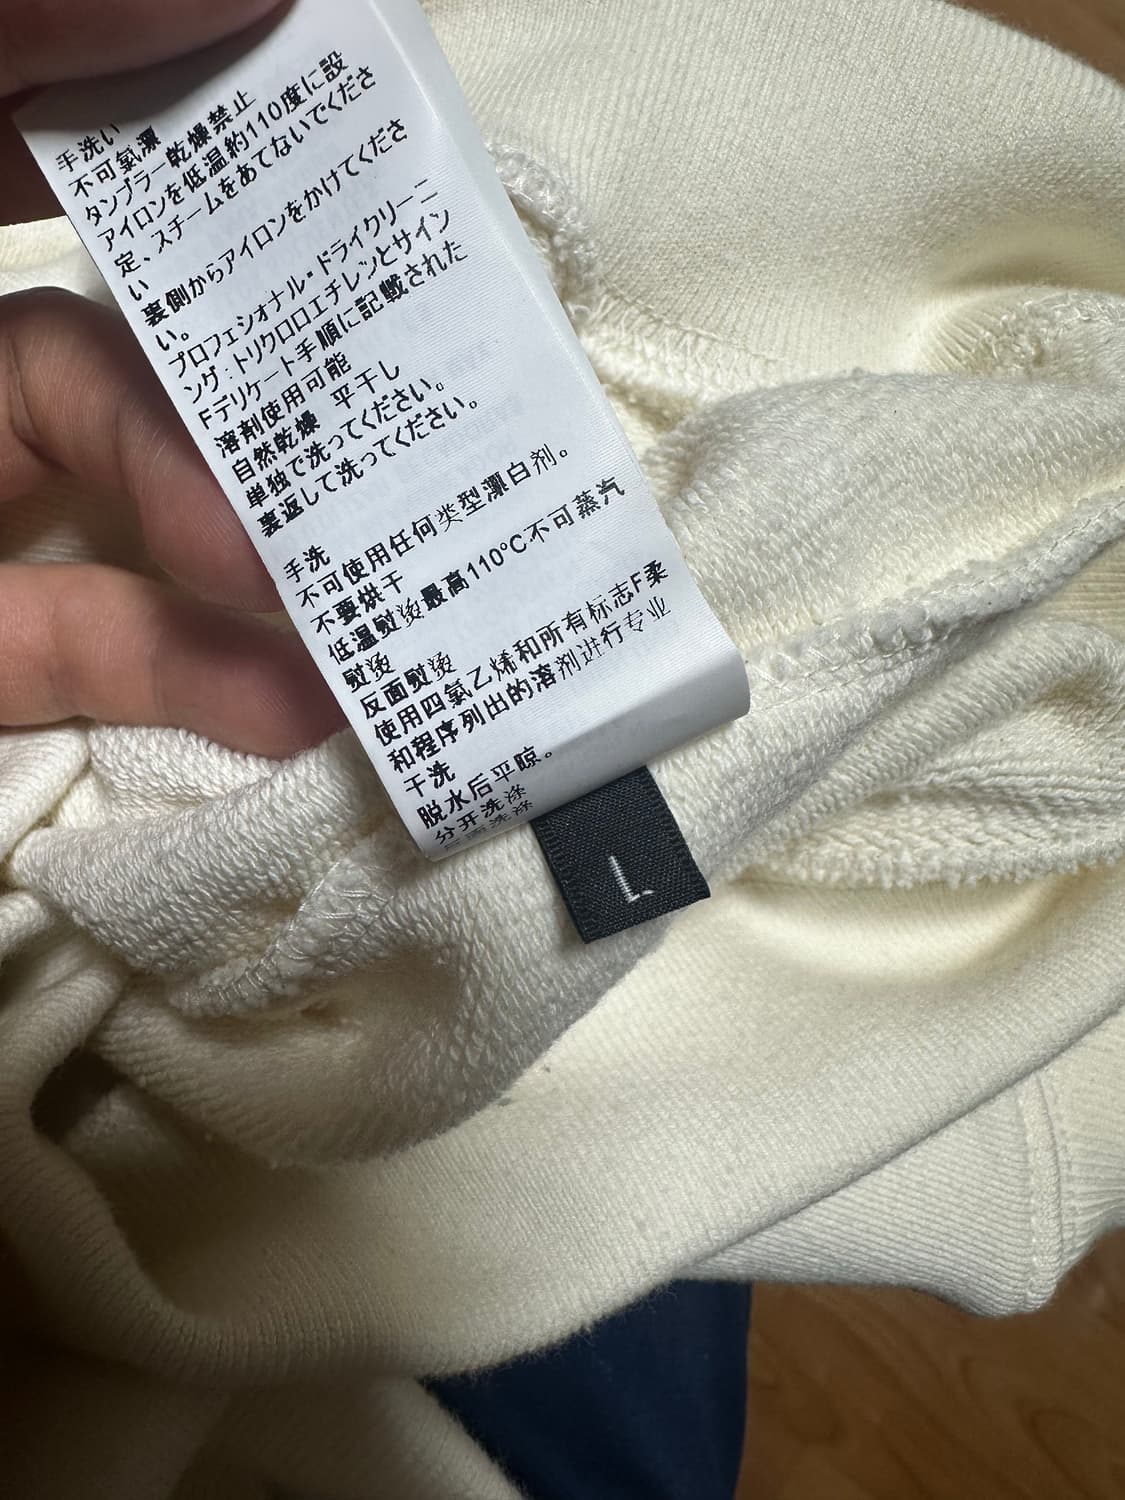 手洗い
不可氯漂
タンブラー乾燥禁止
アイロンを低温約110度に設
定、スチームをあてないでくださ
い
裏側からアイロンをかけてくださ
い。
プロフェシオナル・ドライクリーニ
ング:トリクロロエチレンとサイン
Fデリケート手順に記載された
溶剤使用可能
自然乾燥 平干し
単独で洗ってください。
裏返して洗ってください。
手洗
不可使用任何类型漂白剂。
不要烘干
低温熨烫最高110°C.不可蒸汽
熨烫
反面熨烫
使用四氯乙烯和所有标志F柔
和程序列出的溶剂进行专业
干洗
脱水后平晾。
分开洗涤
反面洗涤
L